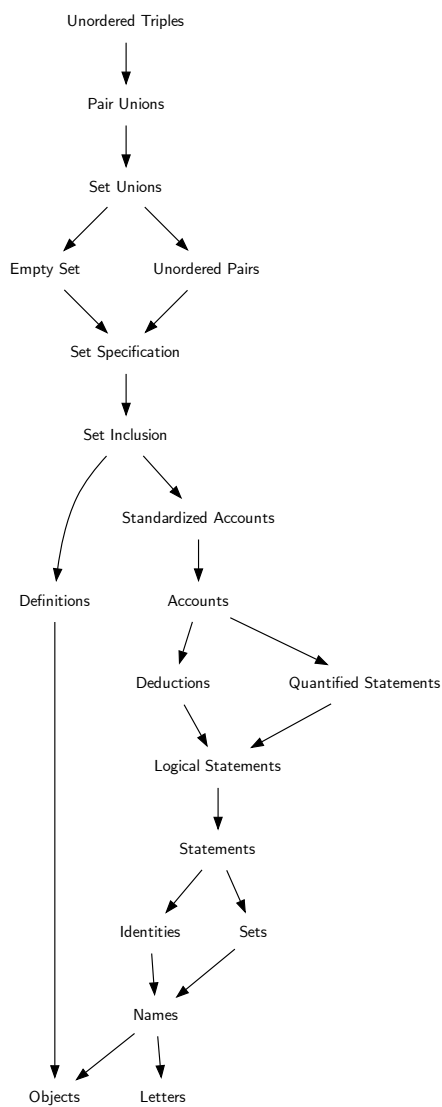 Unordered Triples
Pair Unions
Set Unions
Empty Set
Unordered Pairs
Set Specification
Set Inclusion
Standardized Accounts
Definitions
Accounts
Deductions
Quantified Statements
Logical Statements
Statements
Identities
Sets
Names
Objects
Letters